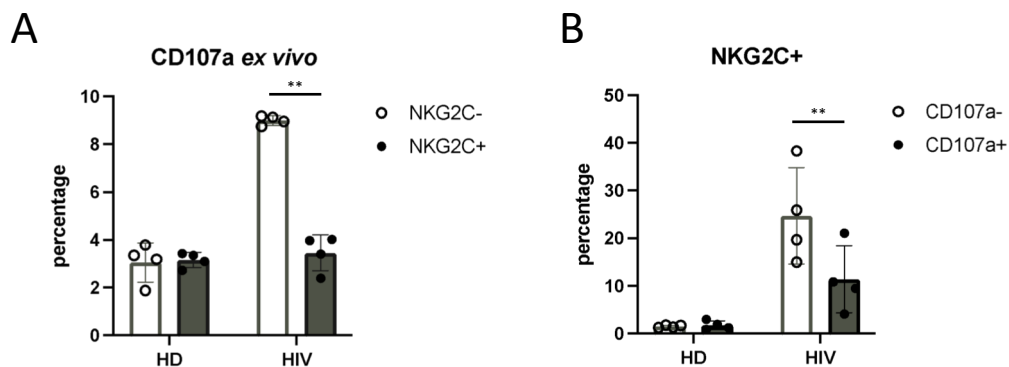 A
CD107a ex vivo
**
10
8
6
4
2
0
percentage
HD
HIV
NKG2C-
NKG2C+
B
NKG2C+
**
50
40
30
20
10
0
percentage
HD
HIV
CD107a-
CD107a+